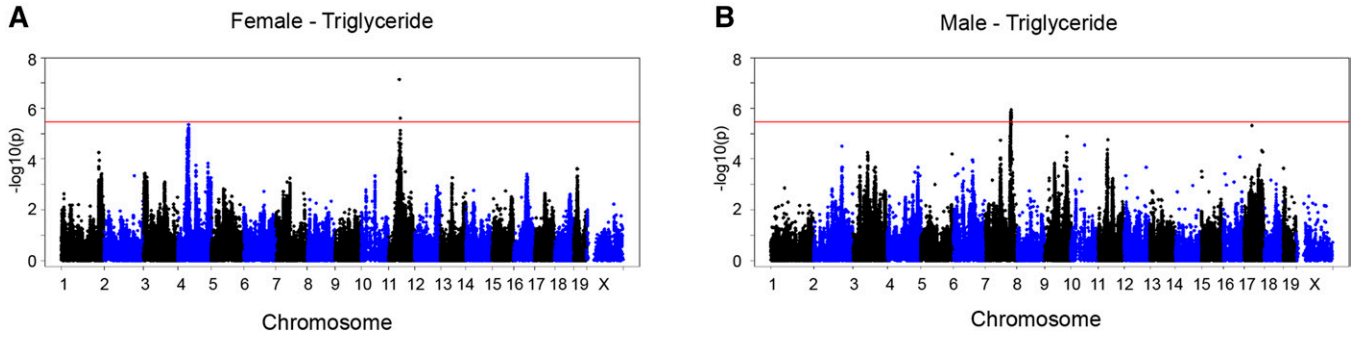 A
Female - Triglyceride
8
6
4
2
0
-log10(p)
1 2 3 4 5 6 7 8 9 10 11 12 13 14 15 16 17 18 19 X
Chromosome
B
Male - Triglyceride
8
6
4
2
0
-log10(p)
1 2 3 4 5 6 7 8 9 10 11 12 13 14 15 16 17 18 19 X
Chromosome